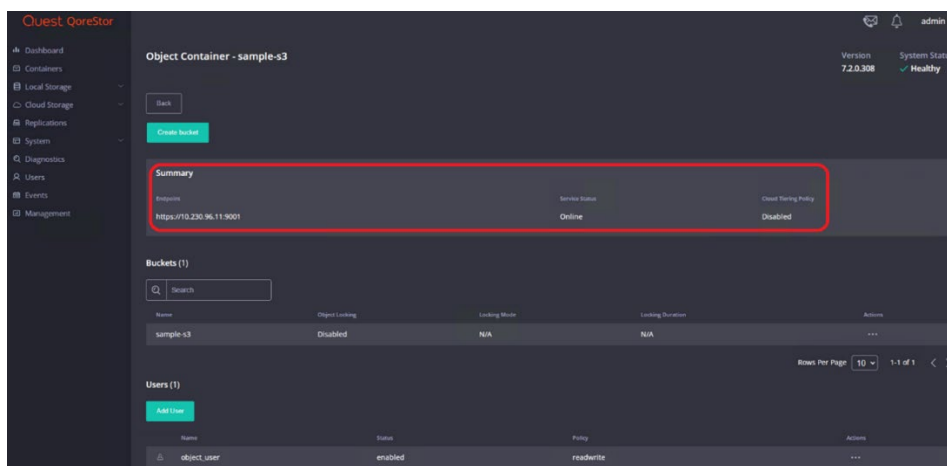 Quest QoreStor
admin
Dashboard
Containers
Local Storage
Cloud Storage
Replications
System
Diagnostics
Users
Events
Management
Object Container - sample-s3
Version
System Stat
7.2.0.308
Healthy
Back
Create bucket
Summary
Endpoint
Service Status
Cloud Tiering Policy
https://10.230.96.11:9001
Online
Disabled
Buckets (1)
Search
Name
Object Locking
Locking Mode
Locking Duration
Actions
sample-s3
Disabled
N/A
N/A
...
Rows Per Page
10
1-1 of 1
Users (1)
Add User
Name
Status
Policy
Actions
object_user
enabled
readwrite
...